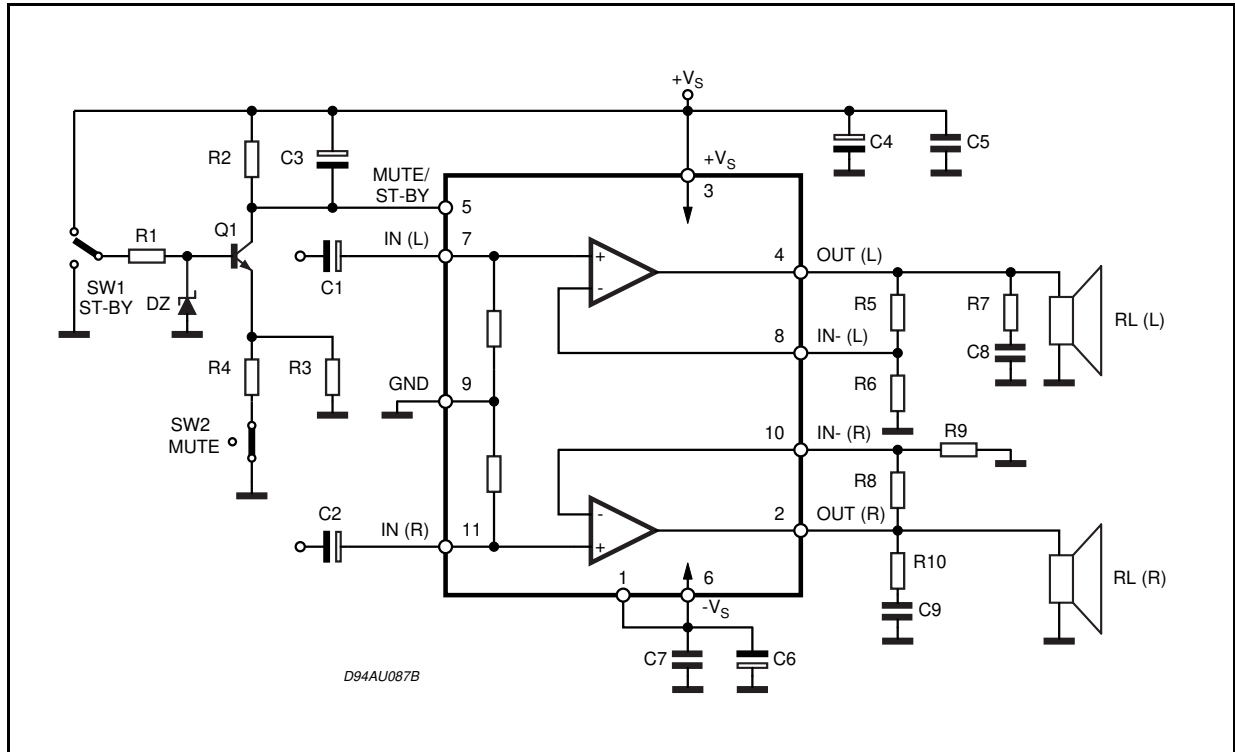 +VS
R2
C3
C4
C5
MUTE/
ST-BY
+VS
3
5
R1
Q1
IN (L)
7
C1
SW1
ST-BY
DZ
+
-
4
OUT (L)
R5
R7
RL (L)
8
IN- (L)
C8
R4
R3
GND
9
R6
SW2
MUTE
10
IN- (R)
R9
R8
C2
IN (R)
11
-
+
2
OUT (R)
R10
RL (R)
1
6
-VS
C9
C7
C6
D94AU087B